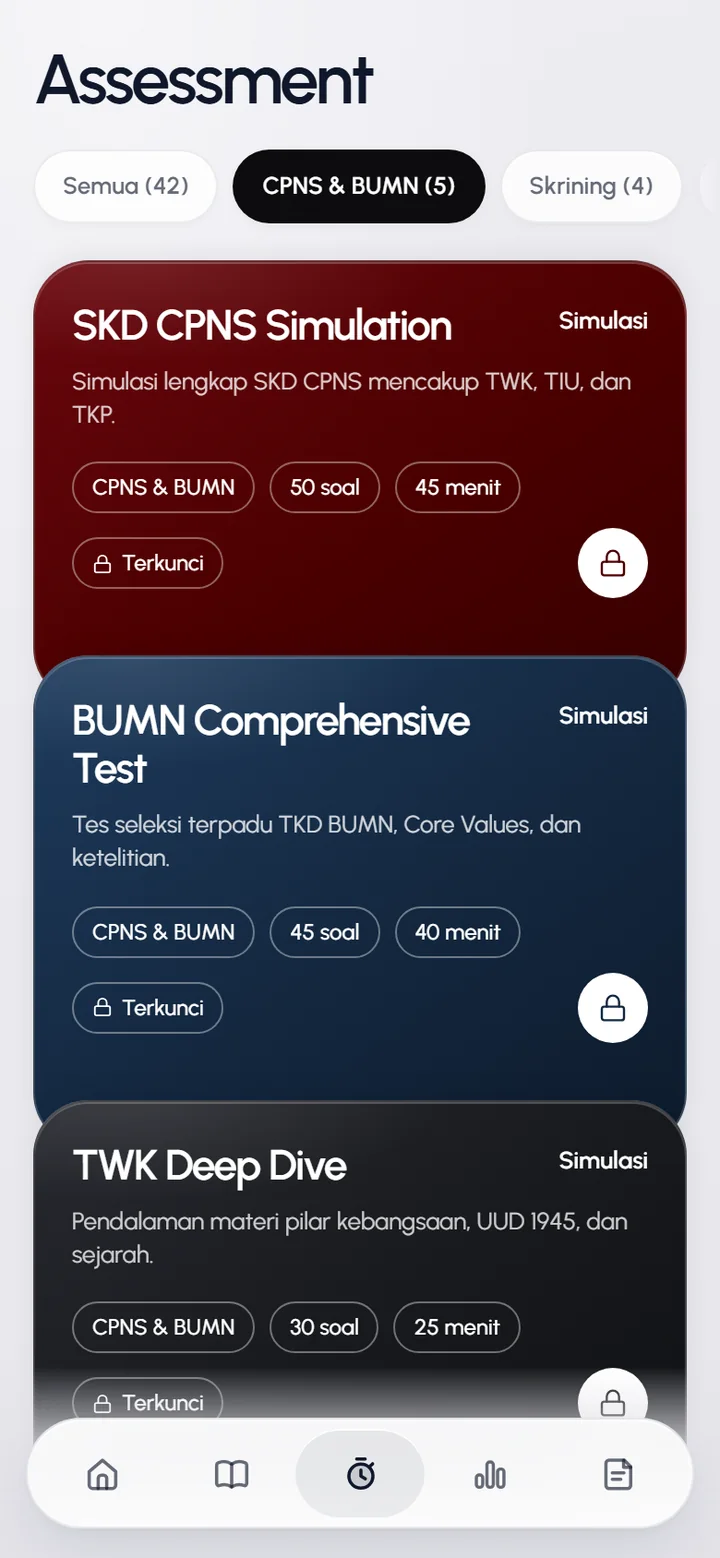 Assessment
Semua (42)
CPNS & BUMN (5)
Skrining (4)
SKD CPNS Simulation
Simulasi
Simulasi lengkap SKD CPNS mencakup TWK, TIU, dan
TKP.
CPNS & BUMN
50 soal
45 menit
Terkunci
BUMN Comprehensive
Test
Simulasi
Tes seleksi terpadu TKD BUMN, Core Values, dan
ketelitian.
CPNS & BUMN
45 soal
40 menit
Terkunci
TWK Deep Dive
Simulasi
Pendalaman materi pilar kebangsaan, UUD 1945, dan
sejarah.
CPNS & BUMN
30 soal
25 menit
Terkunci